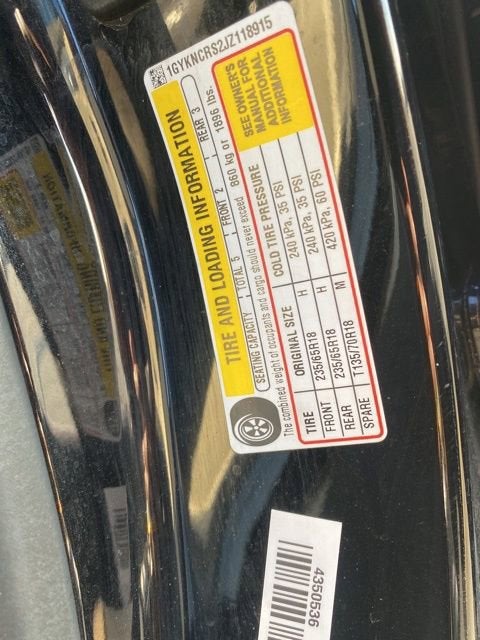 1GYKNCRS2JZ118915
TIRE AND LOADING INFORMATION
SEATING CAPACITY TOTAL 5 FRONT 2 REAR 3
The combined weight of occupants and cargo should never exceed 860 kg or 1896 lbs.
TIRE ORIGINAL SIZE COLD TIRE PRESSURE
FRONT 235/65R18 H 240 kPa, 35 PSI
REAR 235/65R18 H 240 kPa, 35 PSI
SPARE T135/70R18 M 420 kPa, 60 PSI
SEE OWNER'S
MANUAL FOR
ADDITIONAL
INFORMATION
4350536